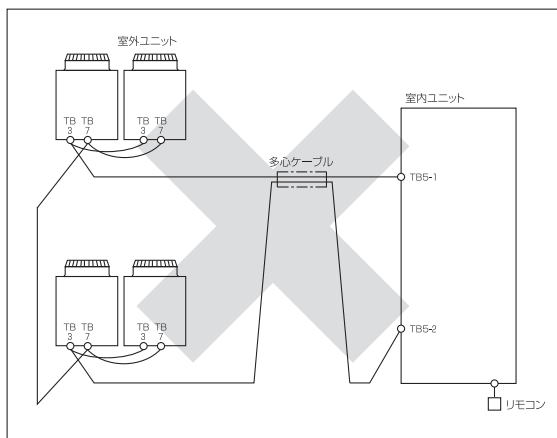 室外ユニット
TB 3 TB 7 TB 3 TB 7
室内ユニット
多心ケーブル
TB5-1
TB 3 TB 7 TB 3 TB 7
TB5-2
リモコン